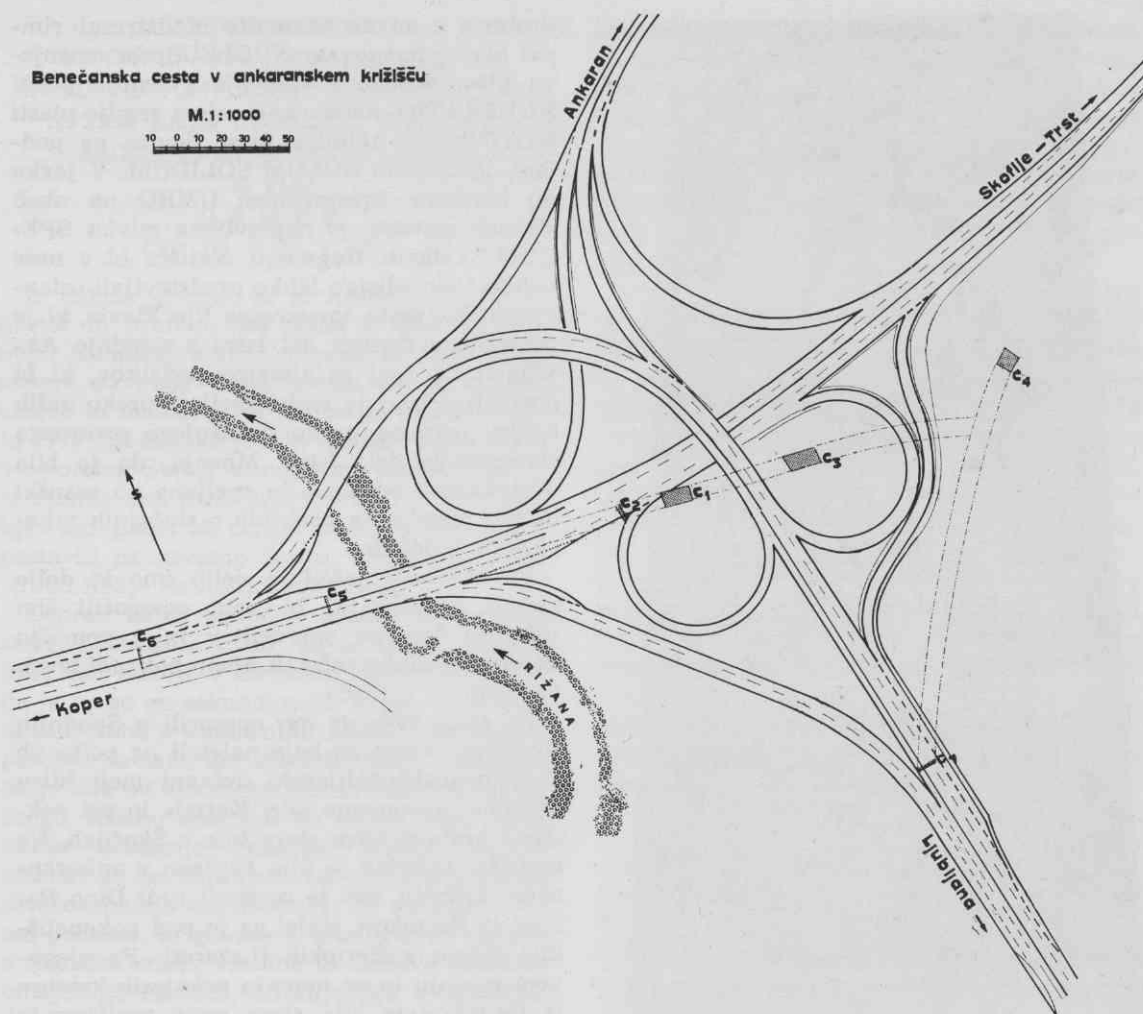 Benečanska cesta v ankaranskem križišču
M.1:1000
10 0 10 20 30 40 50
Ankaran
Škofije – Trst
C4
C3
C1
C2
S
C5
C6
Koper
RIŽANA
P
Ljubljana